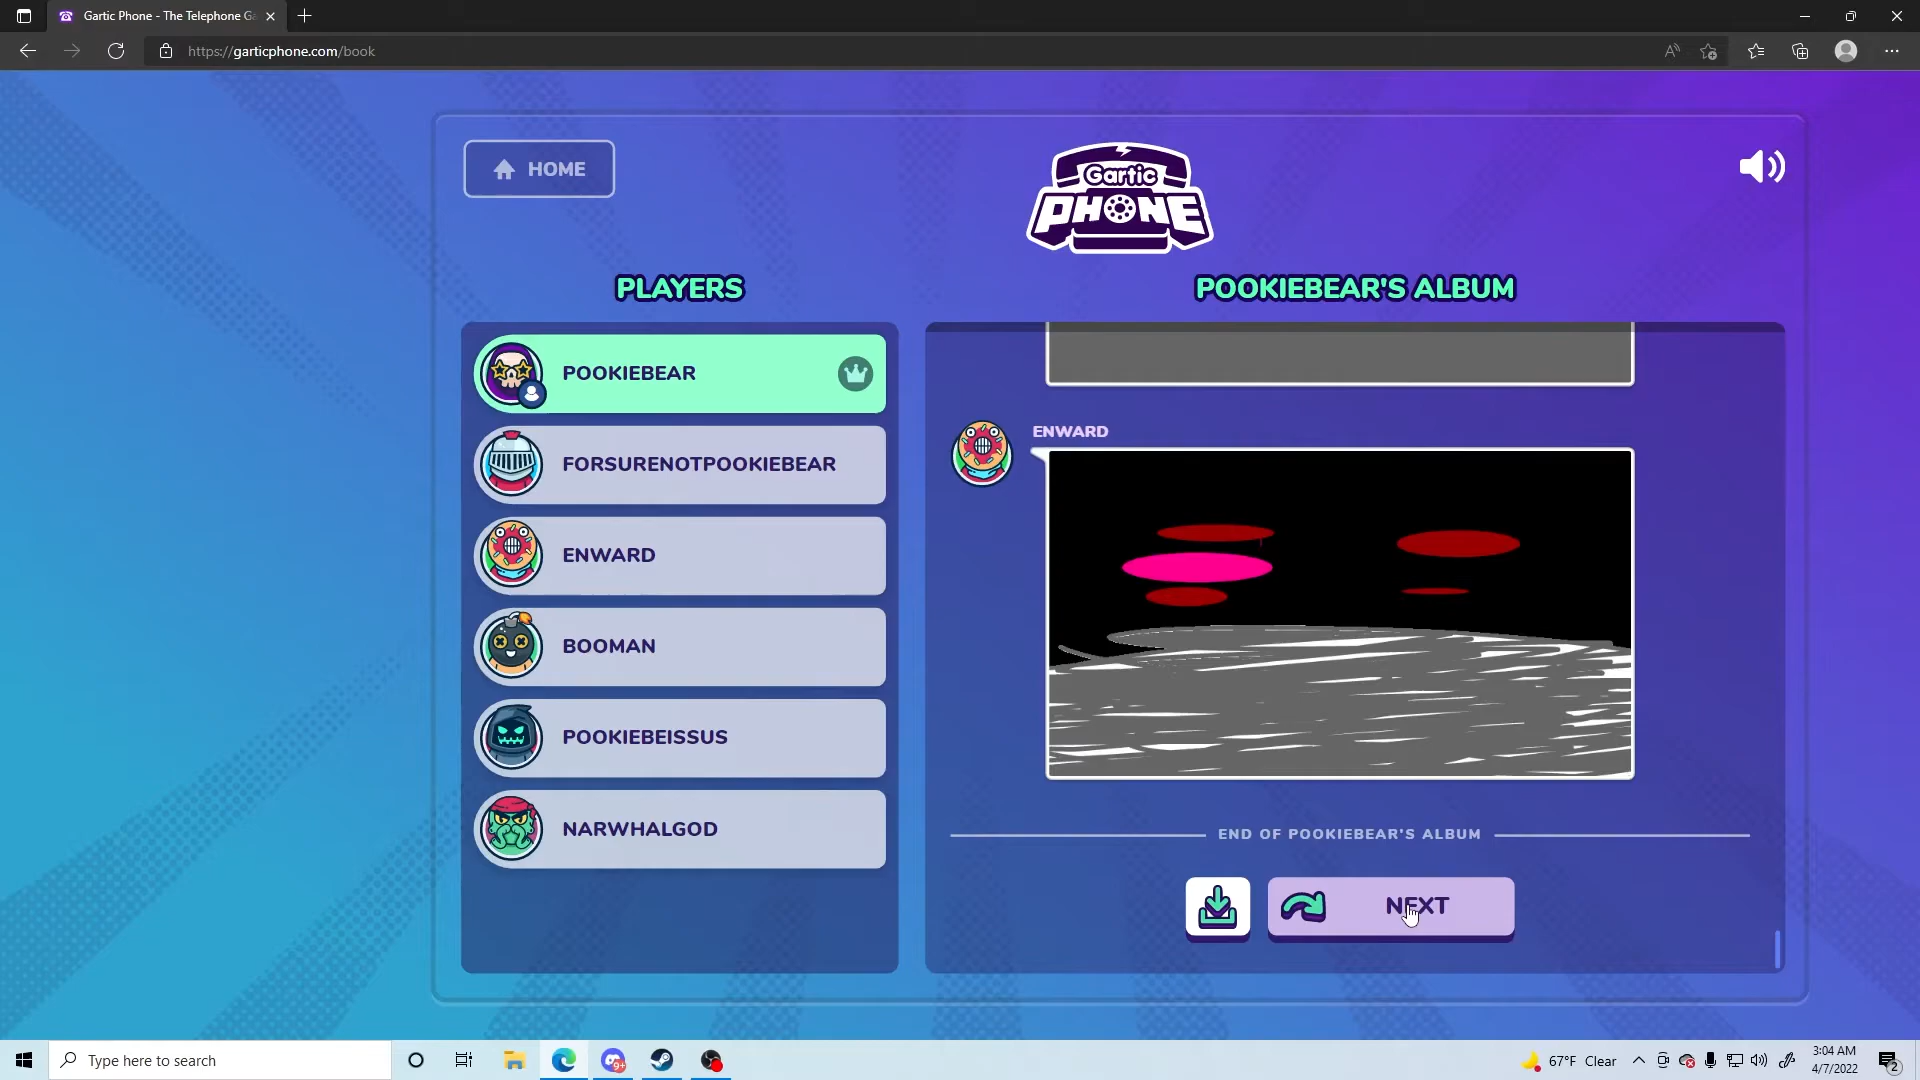 Gartic Phone - The Telephone Ga
https://garticphone.com/book
HOME
Gartic
PHONE
PLAYERS
POOKIEBEAR'S ALBUM
POOKIEBEAR
FORSURENOTPOOKIEBEAR
ENWARD
BOOMAN
POOKIEBEISSUS
NARWHALGOD
ENWARD
END OF POOKIEBEAR'S ALBUM
NEXT
Type here to search
9+
67°F Clear
3:04 AM
4/7/2022
2